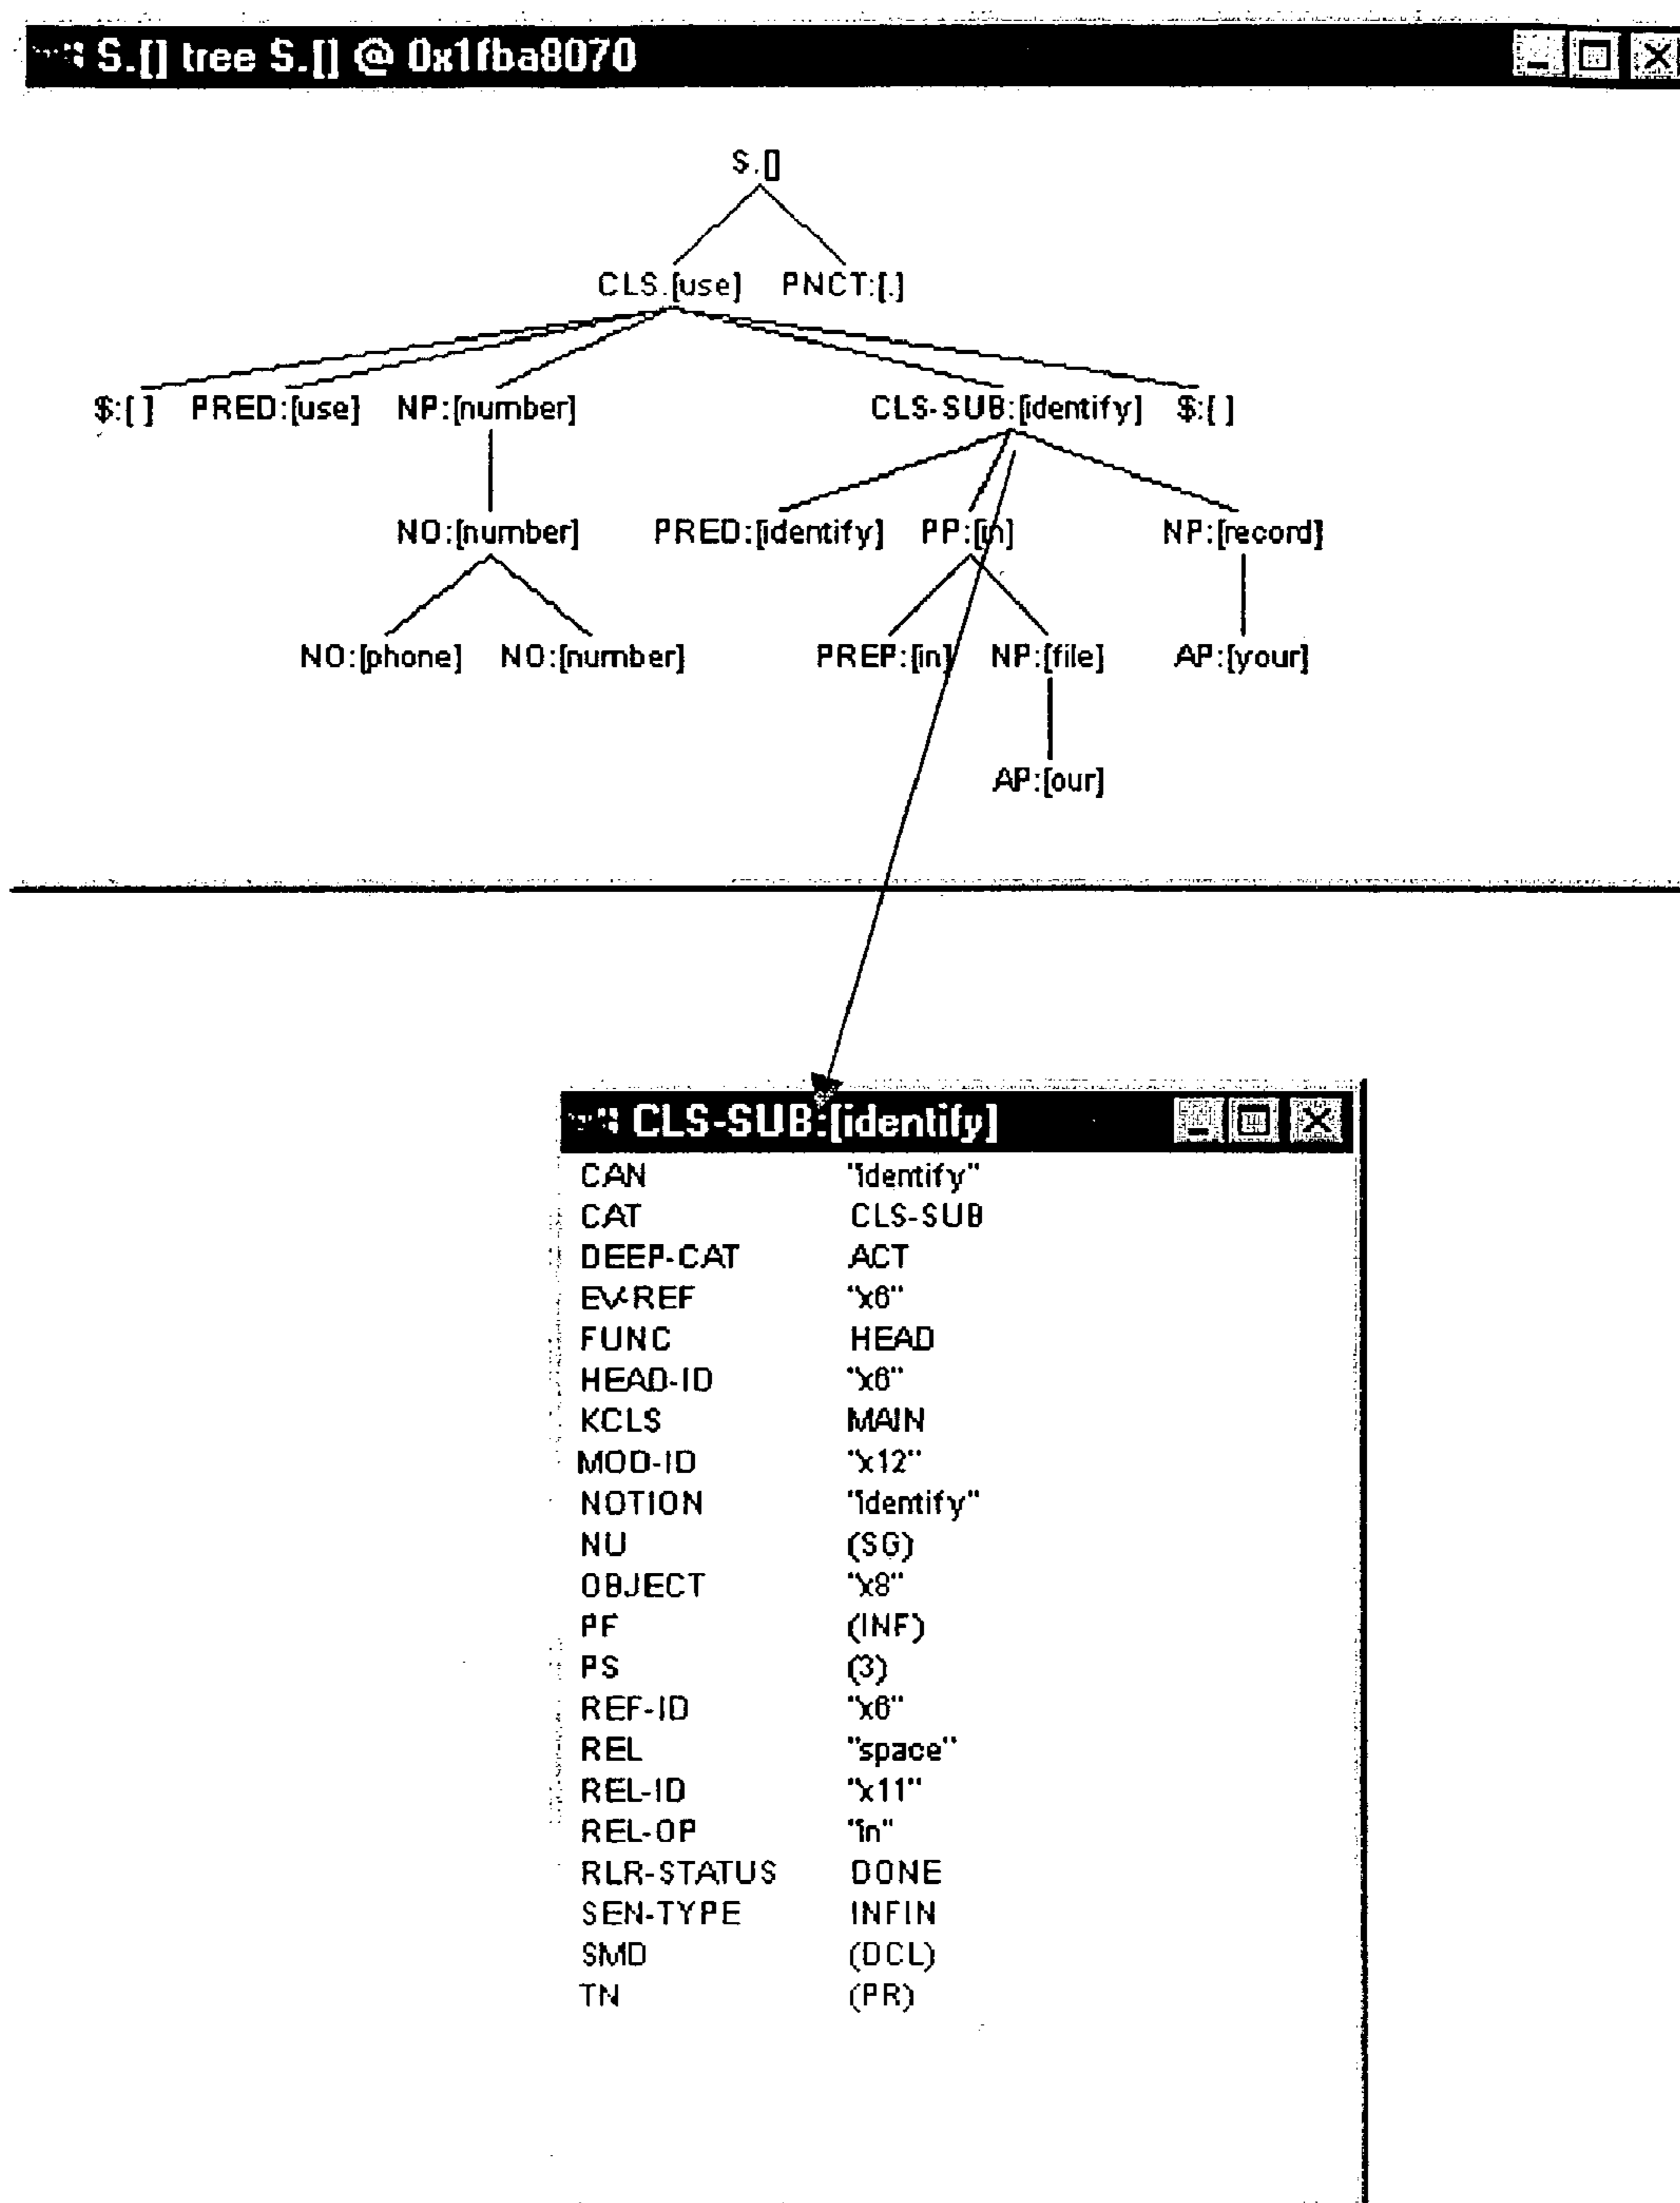 S.[] tree S.[] @ 0x1fba8070
S.[]
CLS.[use] PNCT:[.]
$:[ ] PRED:[use] NP:[number] CLS-SUB:[identify] $:[ ]
NO:[number] PRED:[identify] PP:[in] NP:[record]
NO:[phone] NO:[number] PREP:[in] NP:[file] AP:[your]
AP:[our]
CLS-SUB:[identify]
CAN "identify"
CAT CLS-SUB
DEEP-CAT ACT
EV-REF "x6"
FUNC HEAD
HEAD-ID "x6"
KCLS MAIN
MOD-ID "x12"
NOTION "identify"
NU (SG)
OBJECT "x8"
PF (INF)
PS (3)
REF-ID "x6"
REL "space"
REL-ID "x11"
REL-OP "in"
RLR-STATUS DONE
SEN-TYPE INFIN
SMD (DCL)
TN (PR)